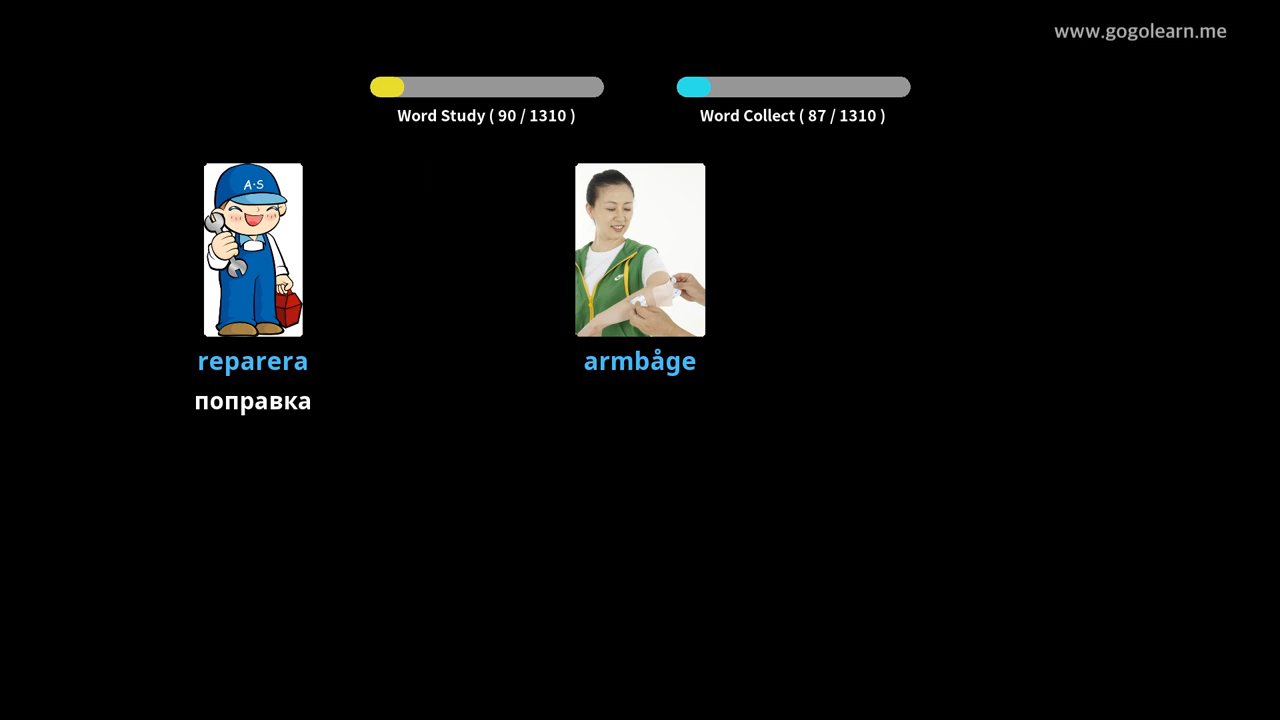 www.gogolearn.me
Word Study ( 90 / 1310 )
Word Collect ( 87 / 1310 )
A·S
reparera
armbåge
поправка